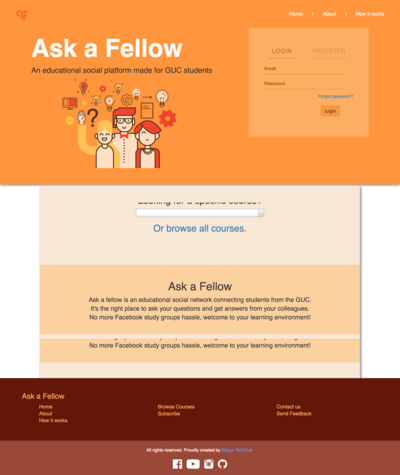 Home | About | How it works
Ask a Fellow
An educational social platform made for GUC students
LOGIN REGISTER
Email
Password
Forgot password?
Login
Looking for a specific course?
Or browse all courses.
Ask a Fellow
Ask a fellow is an educational social network connecting students from the GUC.
It's the right place to ask your questions and get answers from your colleagues.
No more Facebook study groups hassle, welcome to your learning environment!
No more Facebook study groups hassle, welcome to your learning environment!
Ask a Fellow
Home Browse Courses Contact us
About Subscribe Send Feedback
How it works
All rights reserved. Proudly created by